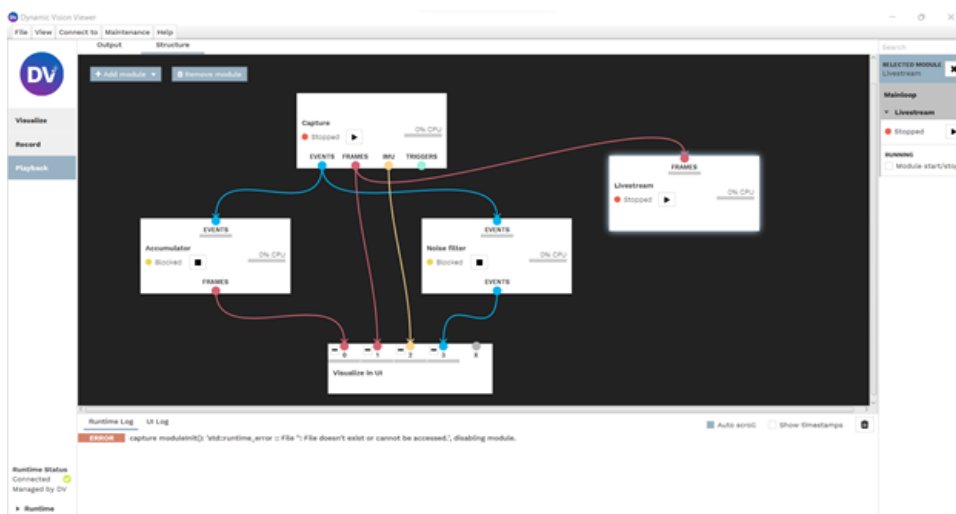 Dynamic Vision Viewer
File View Connect to Maintenance Help
DV
Visualize
Record
Playback
Output Structure
+ Add module Remove module
Capture
Stopped
0% CPU
EVENTS FRAMES IMU TRIGGERS
FRAMES
Livestream
Stopped
0% CPU
EVENTS
Accumulator
Blocked
0% CPU
FRAMES
EVENTS
Noise filter
Blocked
0% CPU
EVENTS
0 1 2 3 X
Visualize in UI
Search
SELECTED MODULE
Livestream
Mainloop
Livestream
Stopped
RUNNING
Module start/stop
Runtime Log UI Log
Auto scroll Show timestamps
ERROR capture moduleInit(): 'std::runtime_error :: File '': File doesn't exist or cannot be accessed.', disabling module.
Runtime Status
Connected
Managed by DV
Runtime